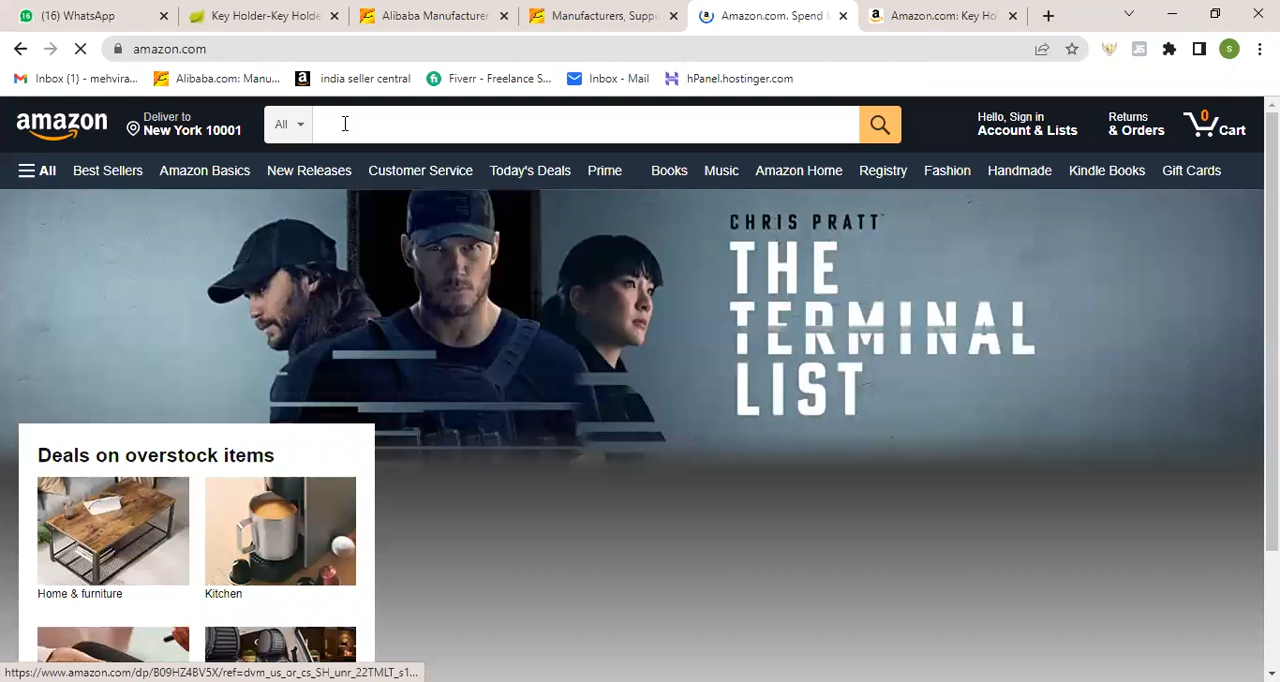 (16) WhatsApp
Key Holder-Key Holde
Alibaba Manufacturer
Manufacturers, Supp
Amazon.com. Spend
Amazon.com: Key Ho
amazon.com
Inbox (1) - mehvira...
Alibaba.com: Manu...
india seller central
Fiverr - Freelance S...
Inbox - Mail
hPanel.hostinger.com
amazon
Deliver to
New York 10001
All
Hello, Sign in
Account & Lists
Returns
& Orders
0
Cart
All
Best Sellers
Amazon Basics
New Releases
Customer Service
Today's Deals
Prime
Books
Music
Amazon Home
Registry
Fashion
Handmade
Kindle Books
Gift Cards
CHRIS PRATT
THE
TERMINAL
LIST
Deals on overstock items
Home & furniture
Kitchen
https://www.amazon.com/dp/B09HZ4BV5X/ref=dvm_us_or_cs_SH_unr_22TMLT_s1...